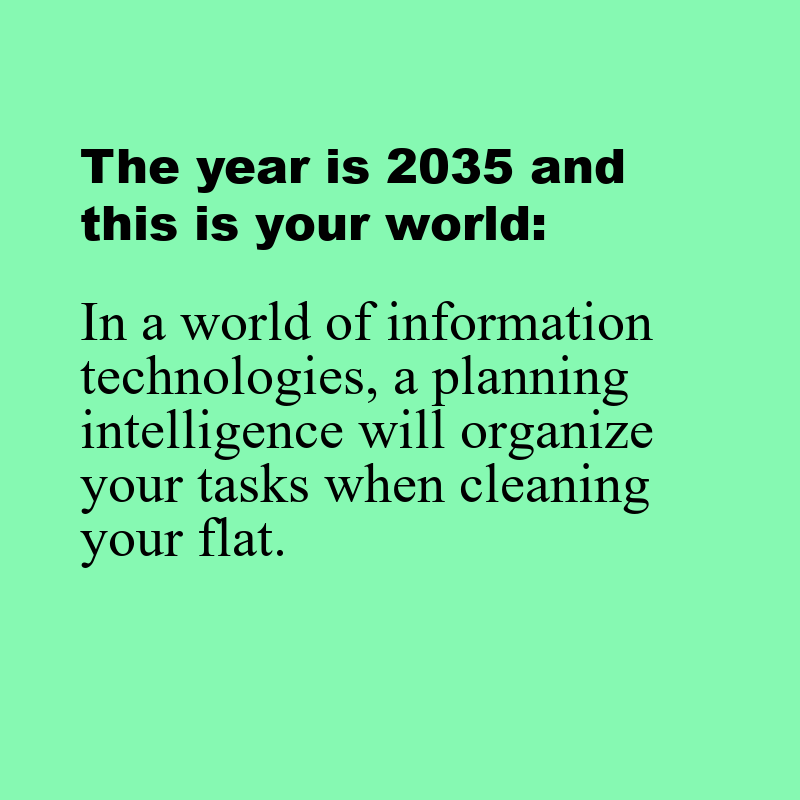 The year is 2035 and
this is your world:
In a world of information
technologies, a planning
intelligence will organize
your tasks when cleaning
your flat.